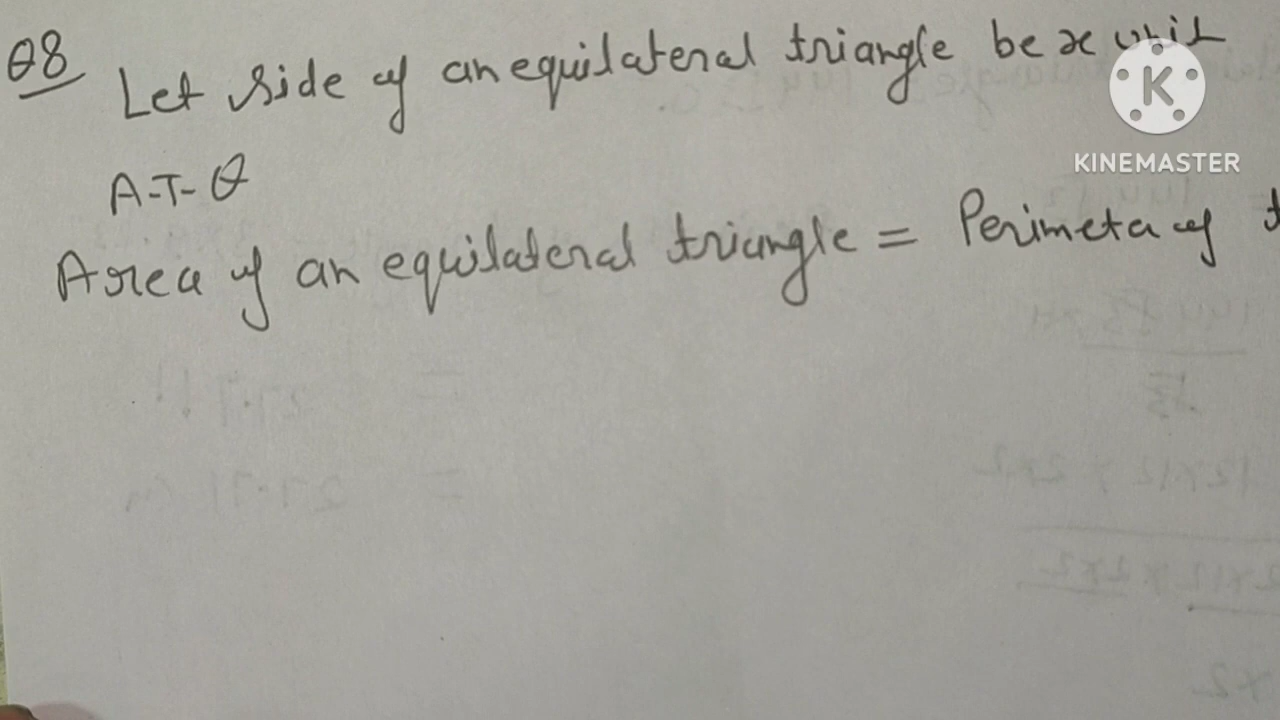 Q8 Let side of an equilateral triangle be x unit
K
KINEMASTER
A-T-Q
Area of an equilateral triangle = Perimeter of t